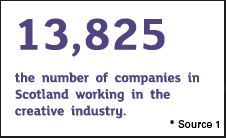 13,825
the number of companies in
Scotland working in the
creative industry.
* Source 1